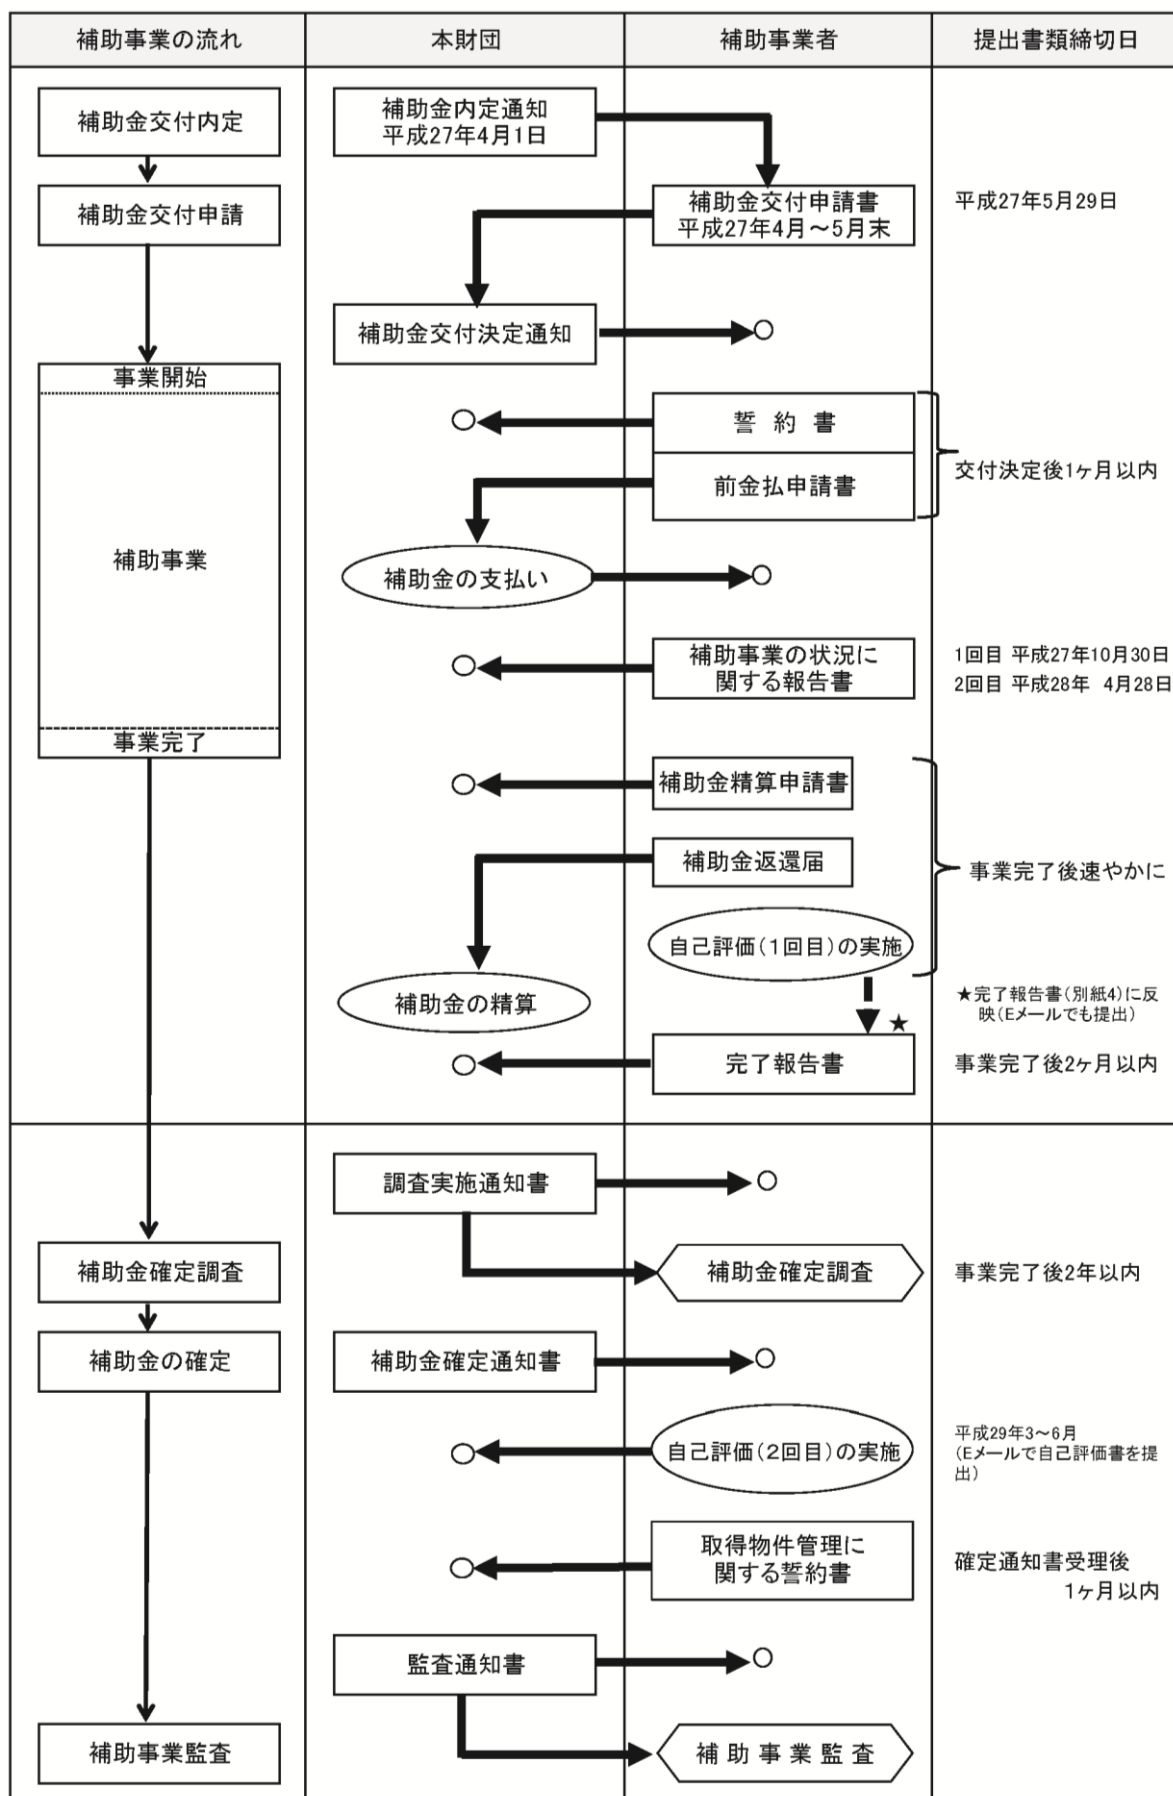 補助事業の流れ
本財団
補助事業者
提出書類締切日
補助金交付内定
補助金内定通知
平成27年4月1日
補助金交付申請
補助金交付申請書
平成27年4月～5月末
平成27年5月29日
補助金交付決定通知
事業開始
誓 約 書
前金払申請書
交付決定後1ヶ月以内
補助事業
補助金の支払い
補助事業の状況に
関する報告書
1回目 平成27年10月30日
2回目 平成28年 4月28日
事業完了
補助金精算申請書
補助金返還届
事業完了後速やかに
自己評価（1回目）の実施
補助金の精算
★完了報告書（別紙4）に反
映（Eメールでも提出）
★
完了報告書
事業完了後2ヶ月以内
調査実施通知書
補助金確定調査
補助金確定調査
事業完了後2年以内
補助金の確定
補助金確定通知書
自己評価（2回目）の実施
平成29年3～6月
（Eメールで自己評価書を提
出）
取得物件管理に
関する誓約書
確定通知書受理後
1ヶ月以内
監査通知書
補助事業監査
補 助 事 業 監 査